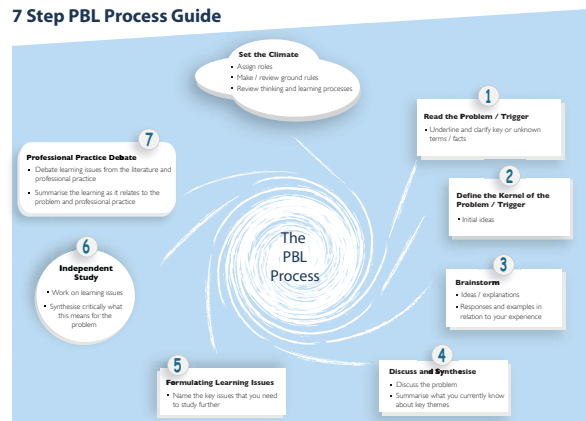 7 Step PBL Process Guide
Set the Climate
▪ Assign roles
▪ Make / review ground rules
▪ Review thinking and learning processes
1
Read the Problem / Trigger
▪ Underline and clarify key or unknown
terms / facts
2
Define the Kernel of the
Problem / Trigger
▪ Initial ideas
3
Brainstorm
▪ Ideas / explanations
▪ Responses and examples in
relation to your experience
4
Discuss and Synthesise
▪ Discuss the problem
▪ Summarise what you currently know
about key themes
5
Formulating Learning Issues
▪ Name the key issues that you need
to study further
6
Independent
Study
▪ Work on learning issues
▪ Synthesise critically what
this means for the
problem
7
Professional Practice Debate
▪ Debate learning issues from the literature and
professional practice
▪ Summarise the learning as it relates to the
problem and professional practice
The
PBL
Process